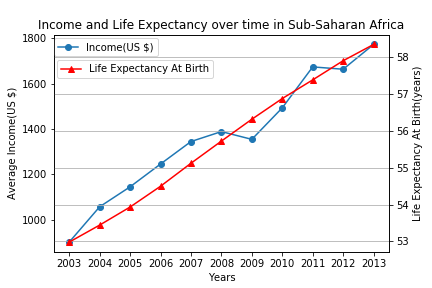 Income and Life Expectancy over time in Sub-Saharan Africa
Income(US $)
Life Expectancy At Birth
Average Income(US $)
1800
1600
1400
1200
1000
58
57
56
55
54
53
Life Expectancy At Birth(years)
2003 2004 2005 2006 2007 2008 2009 2010 2011 2012 2013
Years